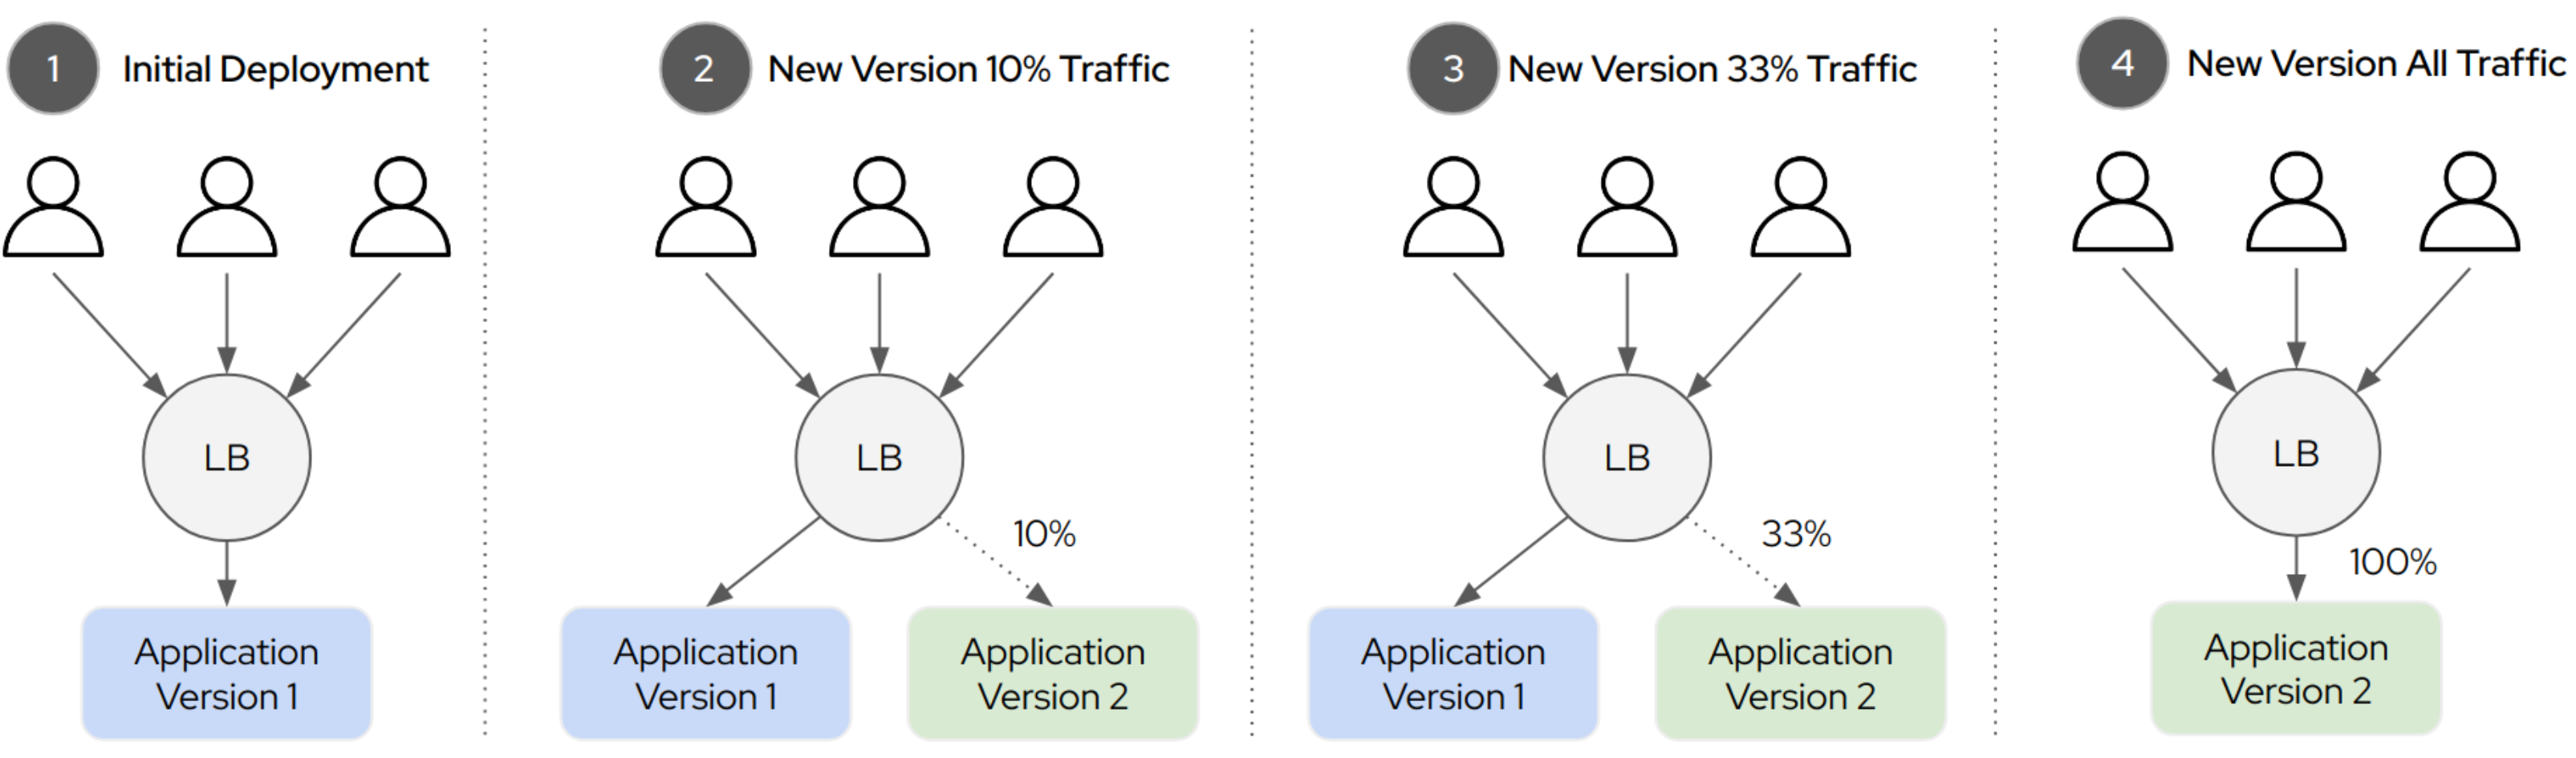 1 Initial Deployment
LB
Application
Version 1
2 New Version 10% Traffic
LB
10%
Application
Version 1
Application
Version 2
3 New Version 33% Traffic
LB
33%
Application
Version 1
Application
Version 2
4 New Version All Traffic
LB
100%
Application
Version 2